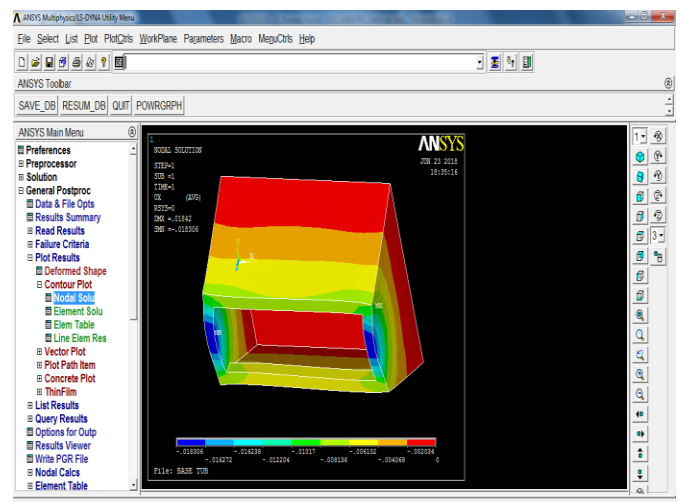 ANSYS Multiphysics/LS-DYNA Utility Menu
File Select List Plot PlotCtrls WorkPlane Parameters Macro MenuCtrls Help
ANSYS Toolbar
SAVE_DB RESUM_DB QUIT POWRGRPH
ANSYS Main Menu
Preferences
Preprocessor
Solution
General Postproc
Data & File Opts
Results Summary
Read Results
Failure Criteria
Plot Results
Deformed Shape
Contour Plot
Nodal Solu
Element Solu
Elem Table
Line Elem Res
Vector Plot
Plot Path Item
Concrete Plot
ThinFilm
List Results
Query Results
Options for Outp
Results Viewer
Write PGR File
Nodal Calcs
Element Table
1
NODAL SOLUTION
STEP=1
SUB =1
TIME=1
UX (AVG)
RSYS=0
DMX =.01842
SMN =-.018306
ANSYS
JUN 23 2018
18:35:16
Y
X
MX
MN
-.018306 -.014238 -.01017 -.006102 -.002034
-.016272 -.012204 -.008136 -.004068 0
File: BASE TUB
1
3